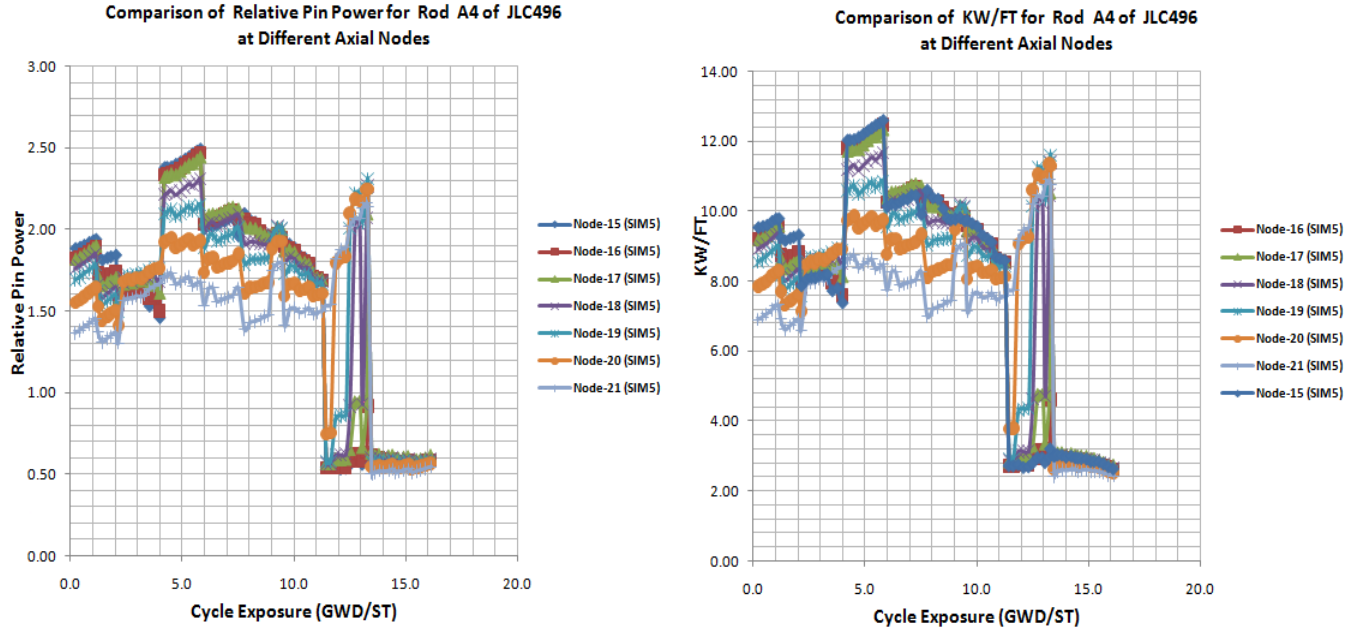 Comparison of Relative Pin Power for Rod A4 of JLC496
at Different Axial Nodes
3.00
2.50
2.00
1.50
1.00
0.50
0.00
Relative Pin Power
0.0
5.0
10.0
15.0
20.0
Cycle Exposure (GWD/ST)
Node-15 (SIM5)
Node-16 (SIM5)
Node-17 (SIM5)
Node-18 (SIM5)
Node-19 (SIM5)
Node-20 (SIM5)
Node-21 (SIM5)
Comparison of KW/FT for Rod A4 of JLC496
at Different Axial Nodes
14.00
12.00
10.00
8.00
6.00
4.00
2.00
0.00
KW/FT
0.0
5.0
10.0
15.0
20.0
Cycle Exposure (GWD/ST)
Node-16 (SIM5)
Node-17 (SIM5)
Node-18 (SIM5)
Node-19 (SIM5)
Node-20 (SIM5)
Node-21 (SIM5)
Node-15 (SIM5)